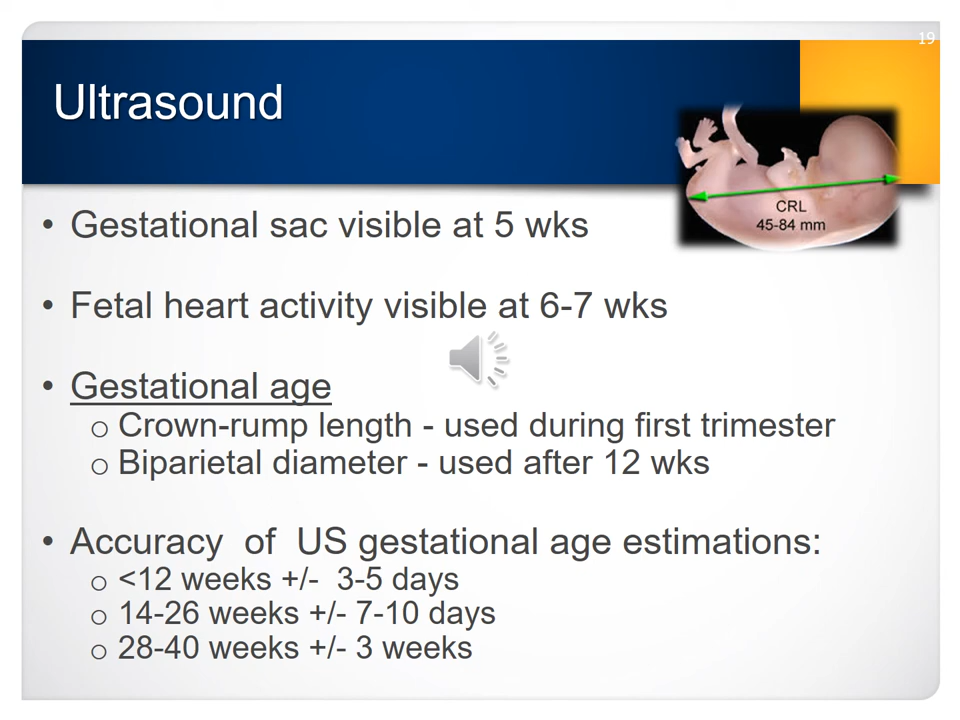 19
Ultrasound
CRL
45-84 mm
• Gestational sac visible at 5 wks
• Fetal heart activity visible at 6-7 wks
• Gestational age
o Crown-rump length - used during first trimester
o Biparietal diameter - used after 12 wks
• Accuracy  of  US gestational age estimations:
o <12 weeks +/-  3-5 days
o 14-26 weeks +/- 7-10 days
o 28-40 weeks +/- 3 weeks